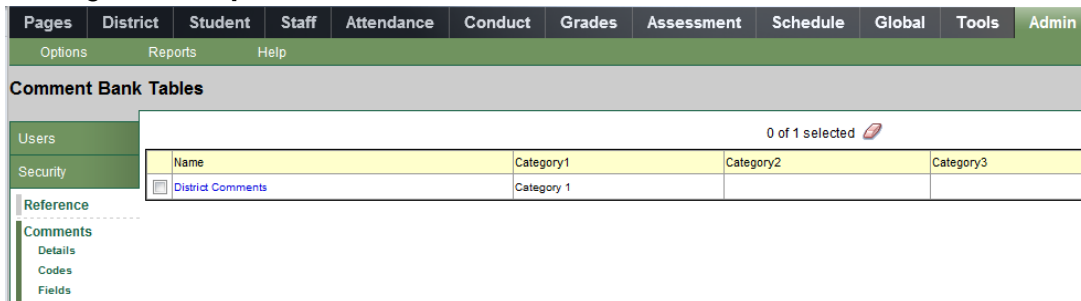 Pages District Student Staff Attendance Conduct Grades Assessment Schedule Global Tools Admin
Options Reports Help
Comment Bank Tables
0 of 1 selected
Users
Security
Reference
Comments
Details
Codes
Fields
Name Category1 Category2 Category3
District Comments Category 1